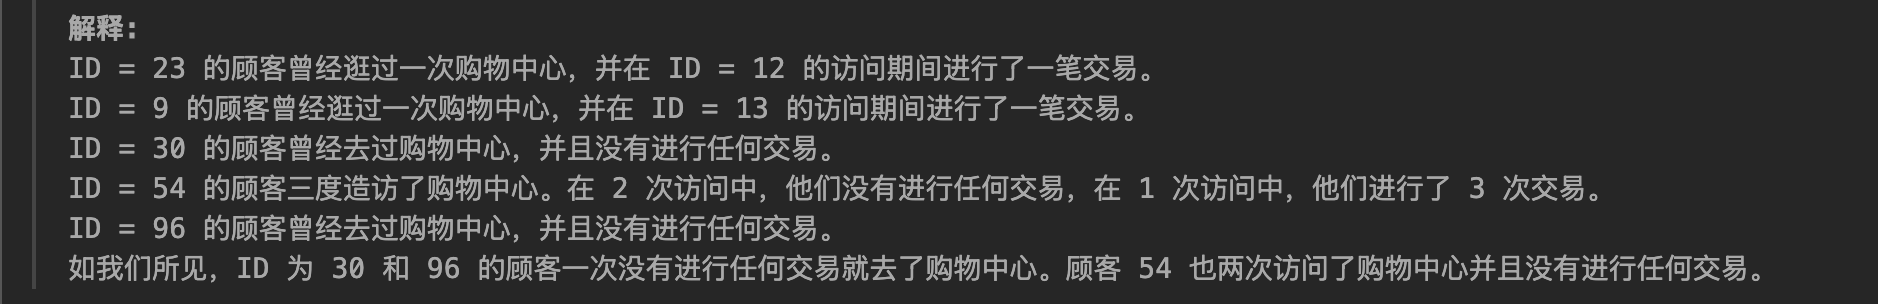 解释:
ID = 23 的顾客曾经逛过一次购物中心，并在 ID = 12 的访问期间进行了一笔交易。
ID = 9 的顾客曾经逛过一次购物中心，并在 ID = 13 的访问期间进行了一笔交易。
ID = 30 的顾客曾经去过购物中心，并且没有进行任何交易。
ID = 54 的顾客三度造访了购物中心。在 2 次访问中，他们没有进行任何交易，在 1 次访问中，他们进行了 3 次交易。
ID = 96 的顾客曾经去过购物中心，并且没有进行任何交易。
如我们所见，ID 为 30 和 96 的顾客一次没有进行任何交易就去了购物中心。顾客 54 也两次访问了购物中心并且没有进行任何交易。